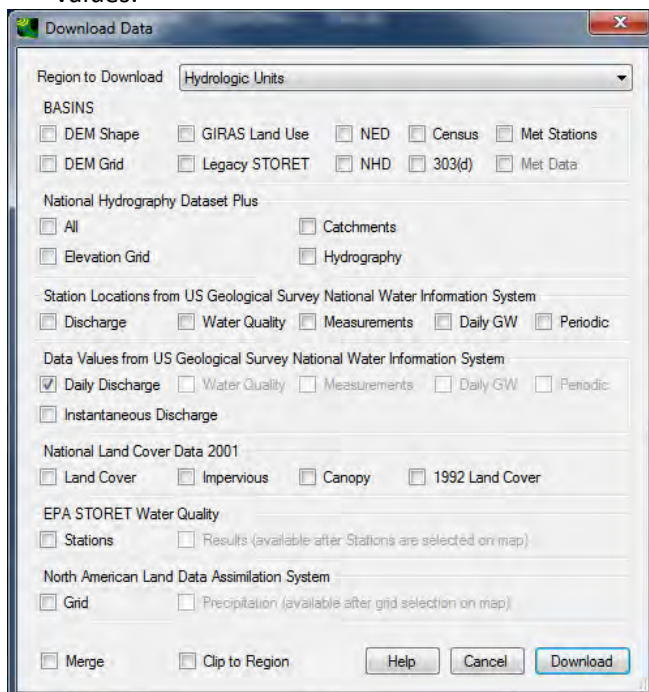 values.
Download Data
Region to Download Hydrologic Units
BASINS
DEM Shape GIRAS Land Use NED Census Met Stations
DEM Grid Legacy STORET NHD 303(d) Met Data
National Hydrography Dataset Plus
All Catchments
Elevation Grid Hydrography
Station Locations from US Geological Survey National Water Information System
Discharge Water Quality Measurements Daily GW Periodic
Data Values from US Geological Survey National Water Information System
Daily Discharge Water Quality Measurements Daily GW Periodic
Instantaneous Discharge
National Land Cover Data 2001
Land Cover Impervious Canopy 1992 Land Cover
EPA STORET Water Quality
Stations Results (available after Stations are selected on map)
North American Land Data Assimilation System
Grid Precipitation (available after grid selection on map)
Merge Clip to Region Help Cancel Download